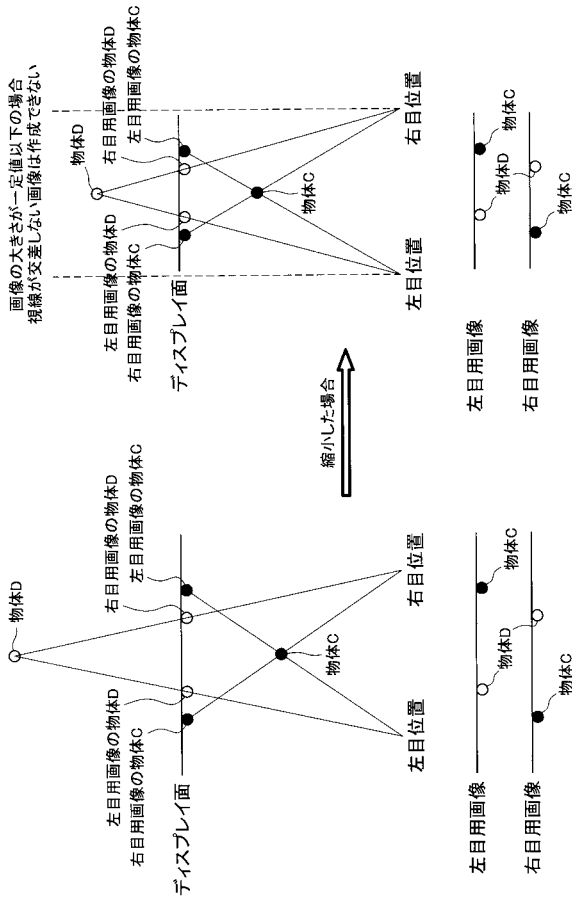 物体D
左目用画像の物体D
右目用画像の物体C
右目用画像の物体D
左目用画像の物体C
ディスプレイ面
物体C
左目位置
右目位置
左目用画像
物体D
物体C
右目用画像
物体C
縮小した場合
画像の大きさが一定値以下の場合
視線が交差しない画像は作成できない
物体D
左目用画像の物体D
右目用画像の物体C
右目用画像の物体D
左目用画像の物体C
ディスプレイ面
物体C
左目位置
右目位置
左目用画像
物体D
物体C
右目用画像
物体C